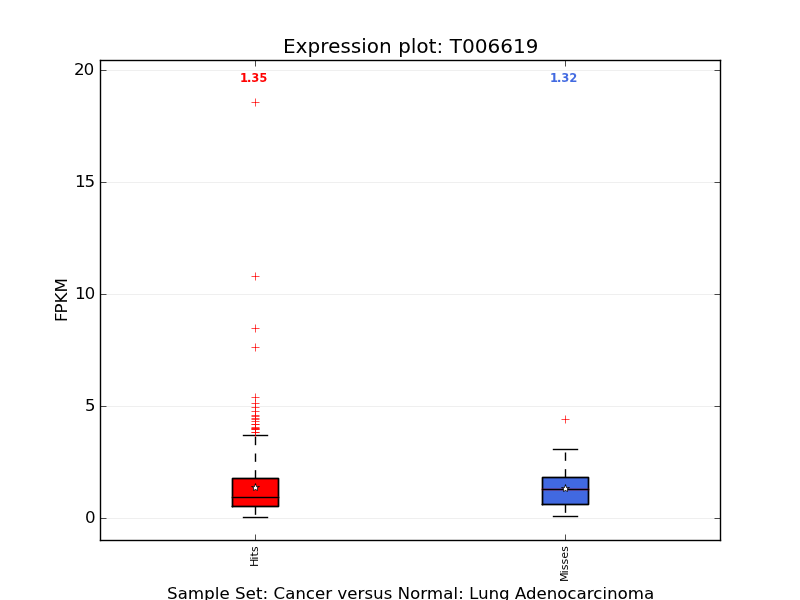 Expression plot: T006619
20
1.35
1.32
15
10
5
0
FPKM
Hits
Misses
Sample Set: Cancer versus Normal: Lung Adenocarcinoma